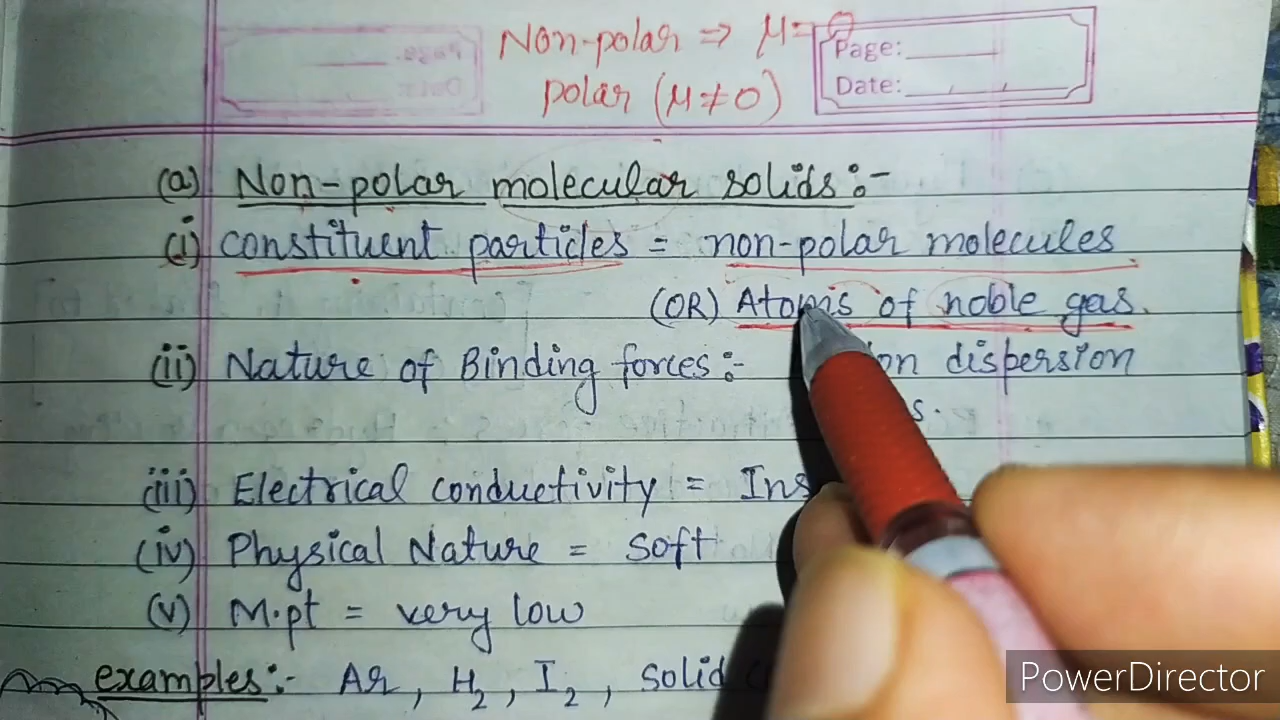 Non-polar ⇒ μ=0
polar (μ≠0)
Page:
Date:
(a) Non-polar molecular solids:-
(i) constituent particles = non-polar molecules
(OR) Atoms of noble gas.
(ii) Nature of Binding forces:- dispersion
(iii) Electrical conductivity =
(iv) Physical Nature = soft
(v) M.pt = very low
examples:- Ar, H2, I2, solid
PowerDirector